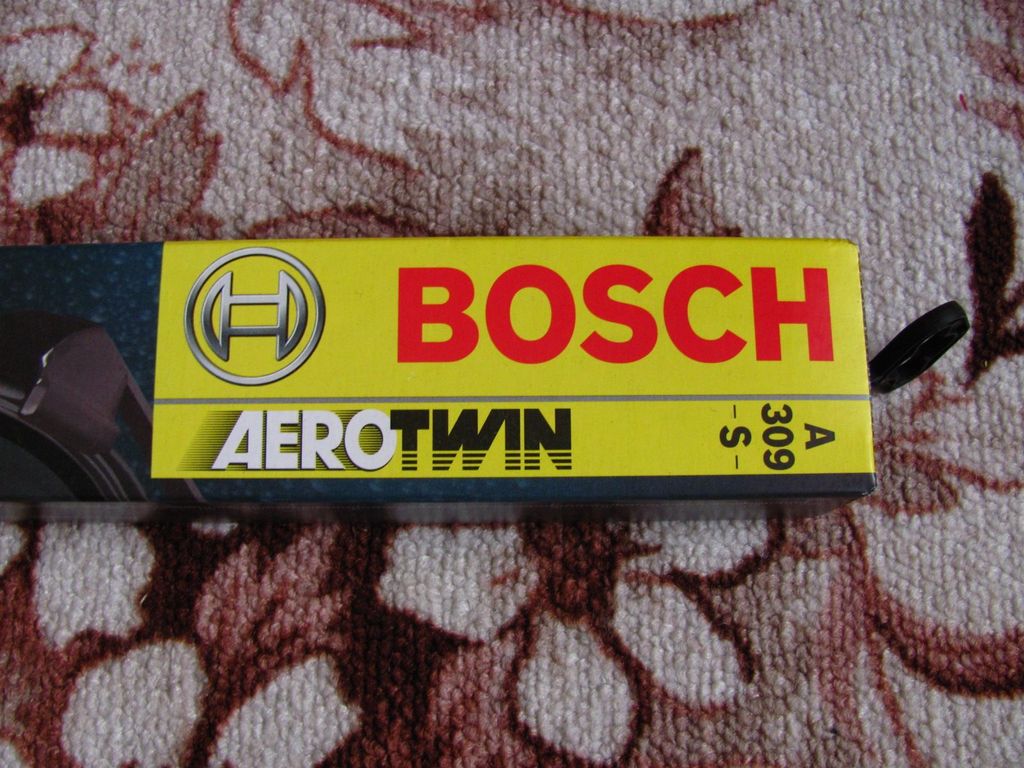 BOSCH
AEROTWIN
A
309
-S-